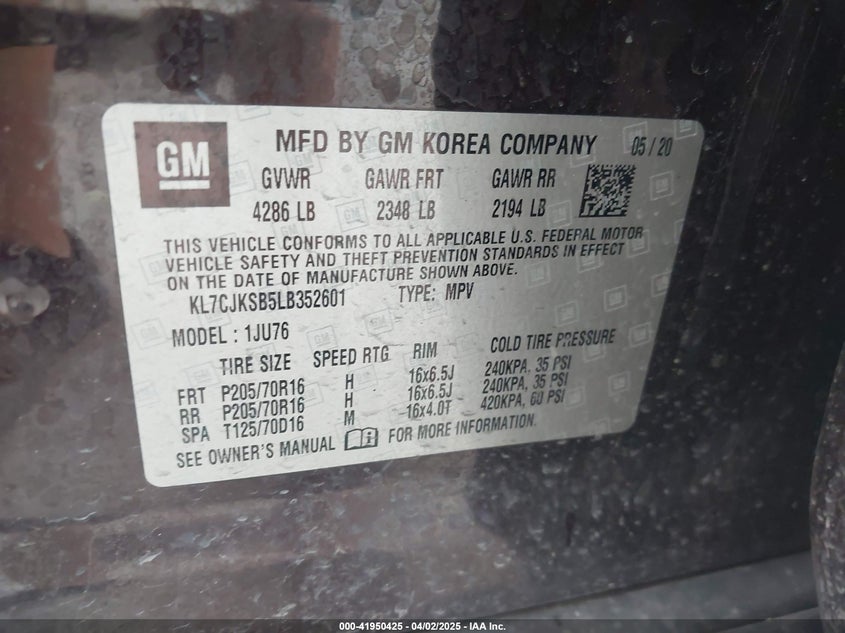 GM
MFD BY GM KOREA COMPANY 05 / 20
GVWR GAWR FRT GAWR RR
4286 LB 2348 LB 2194 LB
THIS VEHICLE CONFORMS TO ALL APPLICABLE U.S. FEDERAL MOTOR
VEHICLE SAFETY AND THEFT PREVENTION STANDARDS IN EFFECT
ON THE DATE OF MANUFACTURE SHOWN ABOVE.
KL7CJKSB5LB352601 TYPE: MPV
MODEL : 1JU76
TIRE SIZE SPEED RTG RIM COLD TIRE PRESSURE
FRT P205/70R16 H 16x6.5J 240KPA, 35 PSI
RR P205/70R16 H 16x6.5J 240KPA, 35 PSI
SPA T125/70D16 M 16x4.0T 420KPA, 60 PSI
SEE OWNER'S MANUAL FOR MORE INFORMATION.
000-41950425 - 04/02/2025 - IAA Inc.